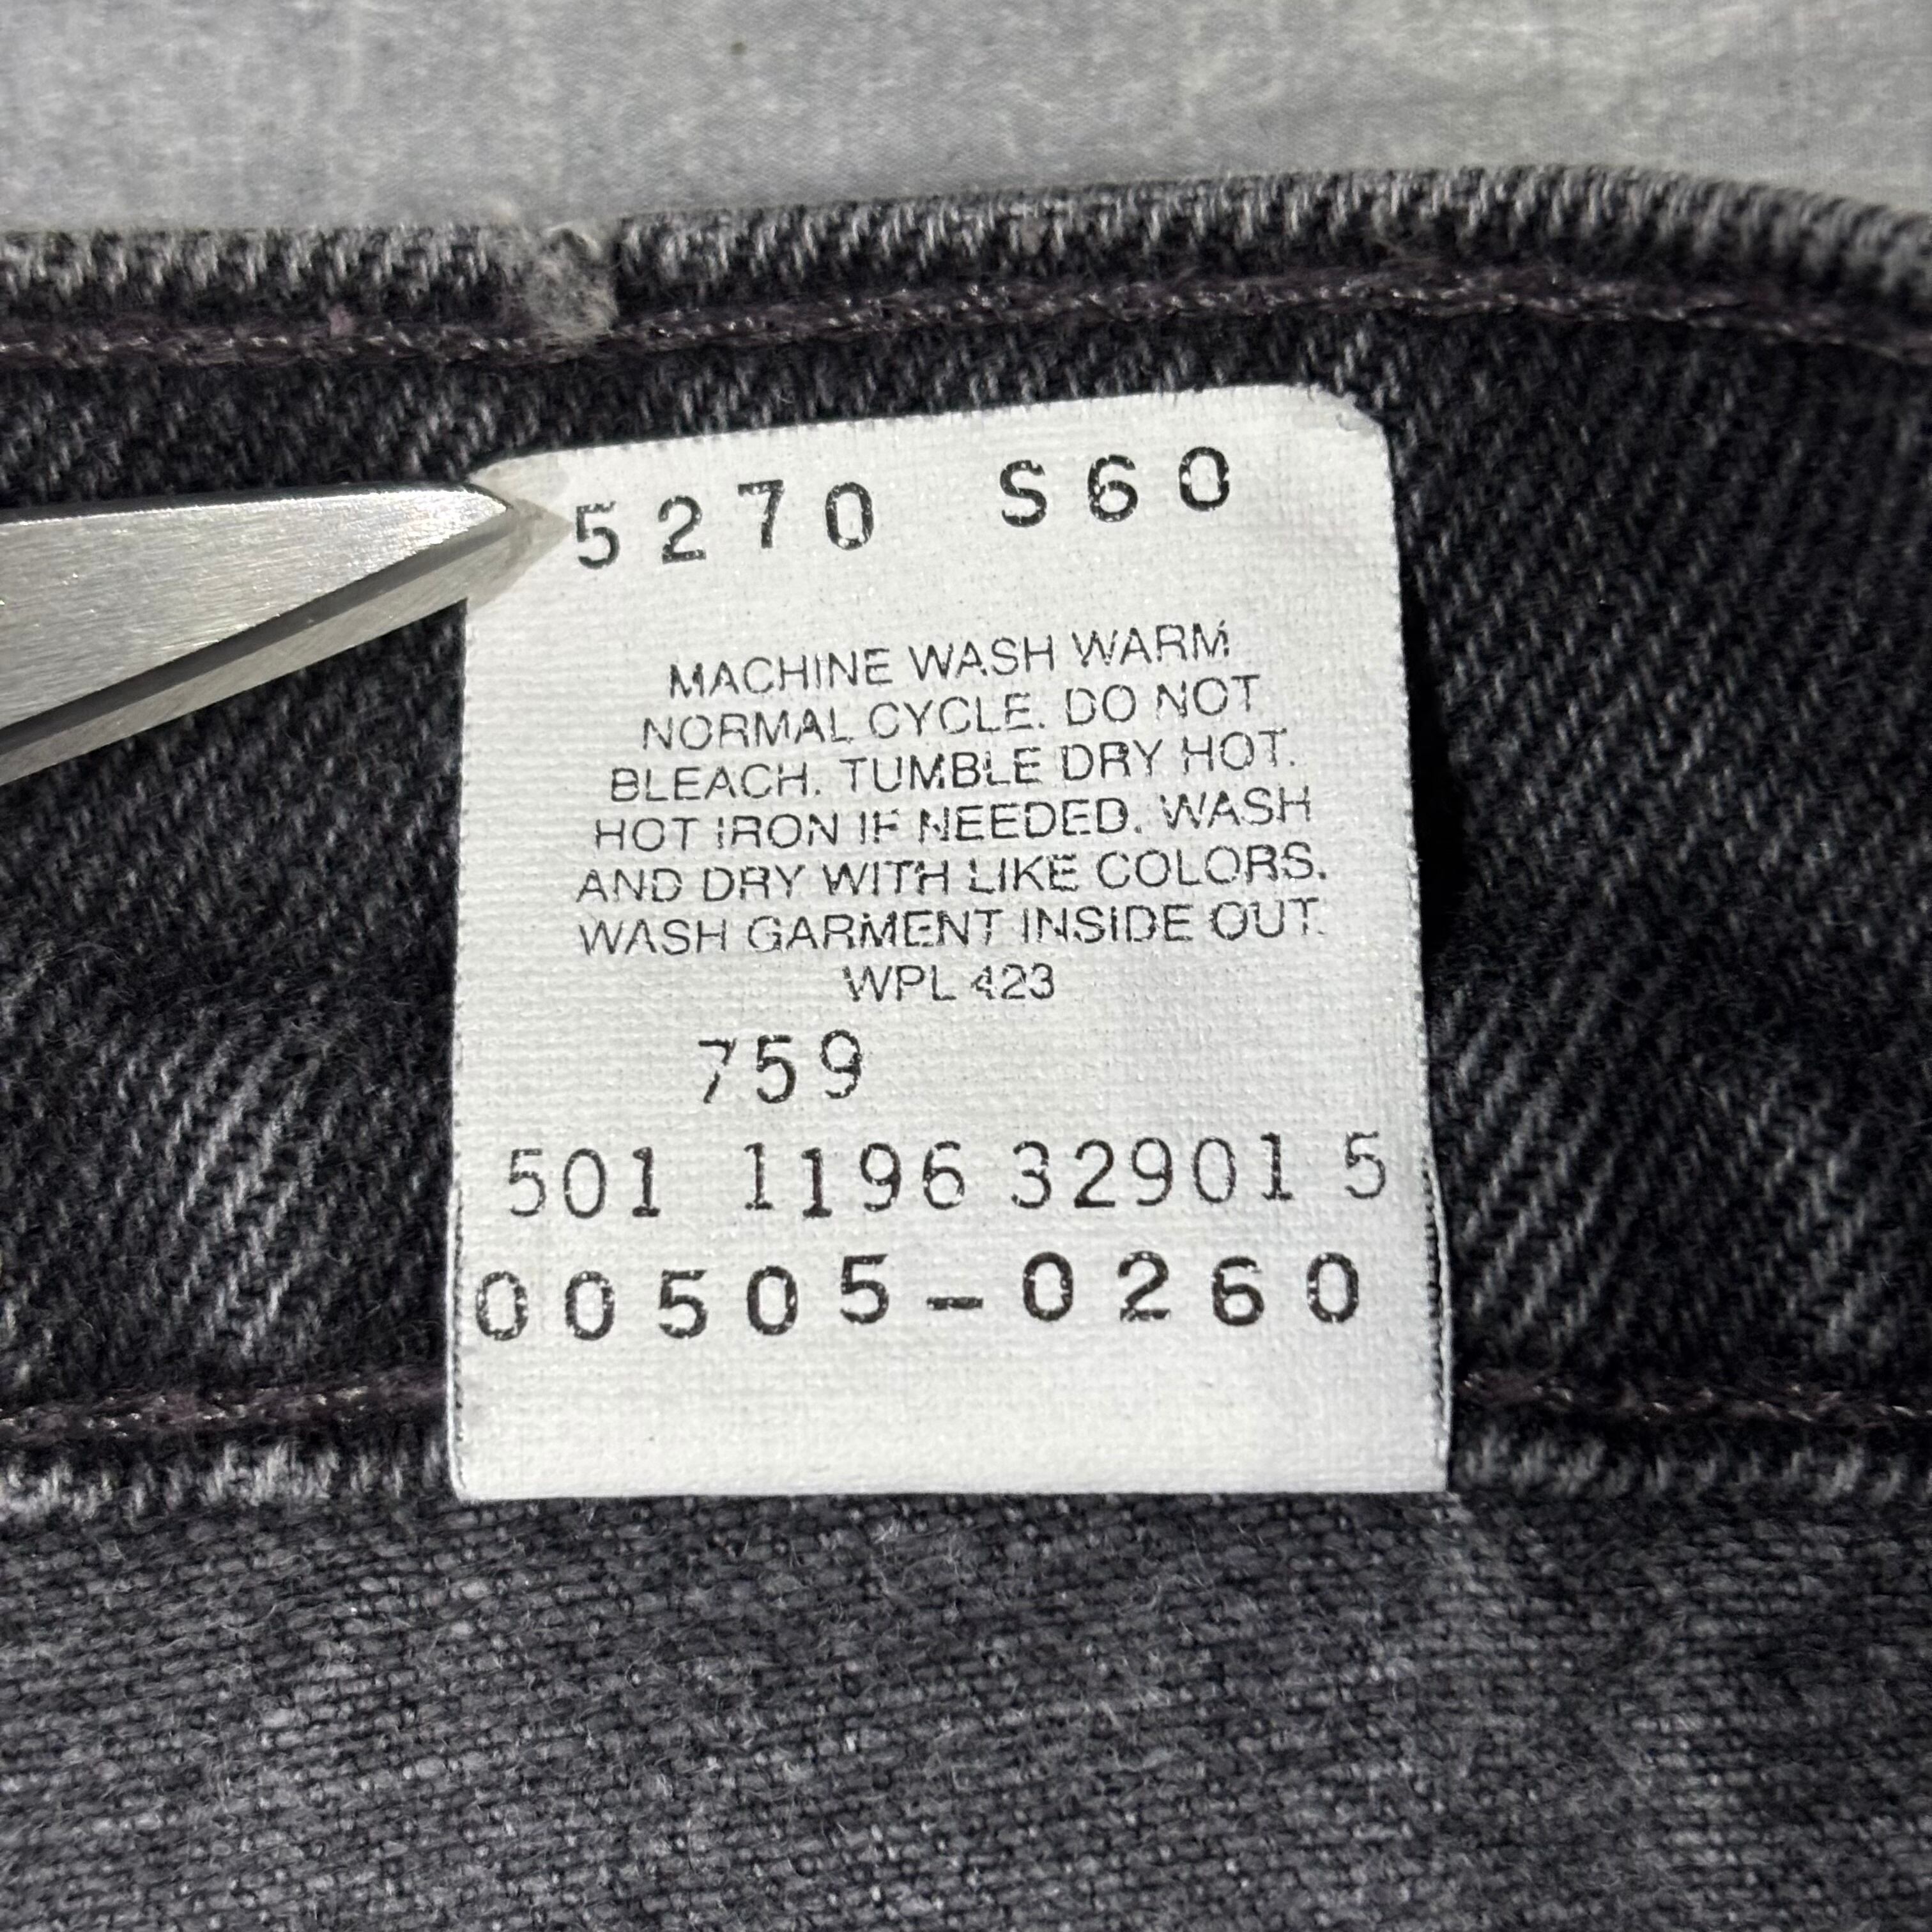 5270 S60
MACHINE WASH WARM
NORMAL CYCLE. DO NOT
BLEACH. TUMBLE DRY HOT.
HOT IRON IF NEEDED. WASH
AND DRY WITH LIKE COLORS.
WASH GARMENT INSIDE OUT.
WPL 423
759
501 1196 32901 5
00505-0260